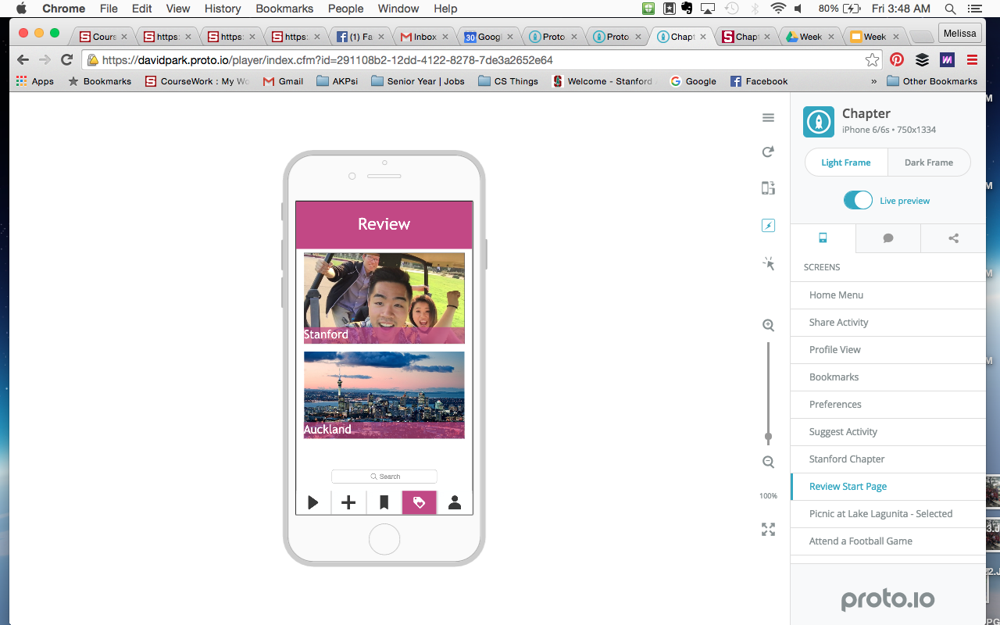 Chrome File Edit View History Bookmarks People Window Help 80% Fri 3:48 AM
Cours https: https: https: (1) Fa Inbox 30 Googl Proto Proto Chapt Chapt Week Week Melissa
https://davidpark.proto.io/player/index.cfm?id=291108b2-12dd-4122-8278-7de3a2652e64
Apps Bookmarks CourseWork : My Wo Gmail AKPsi Senior Year | Jobs CS Things Welcome - Stanford Google Facebook » Other Bookmarks
Chapter
iPhone 6/6s • 750x1334
Light Frame Dark Frame
Live preview
SCREENS
Home Menu
Share Activity
Profile View
Bookmarks
Preferences
Suggest Activity
Stanford Chapter
Review Start Page
Picnic at Lake Lagunita - Selected
Attend a Football Game
proto.io
Review
Stanford
Auckland
Search
100%